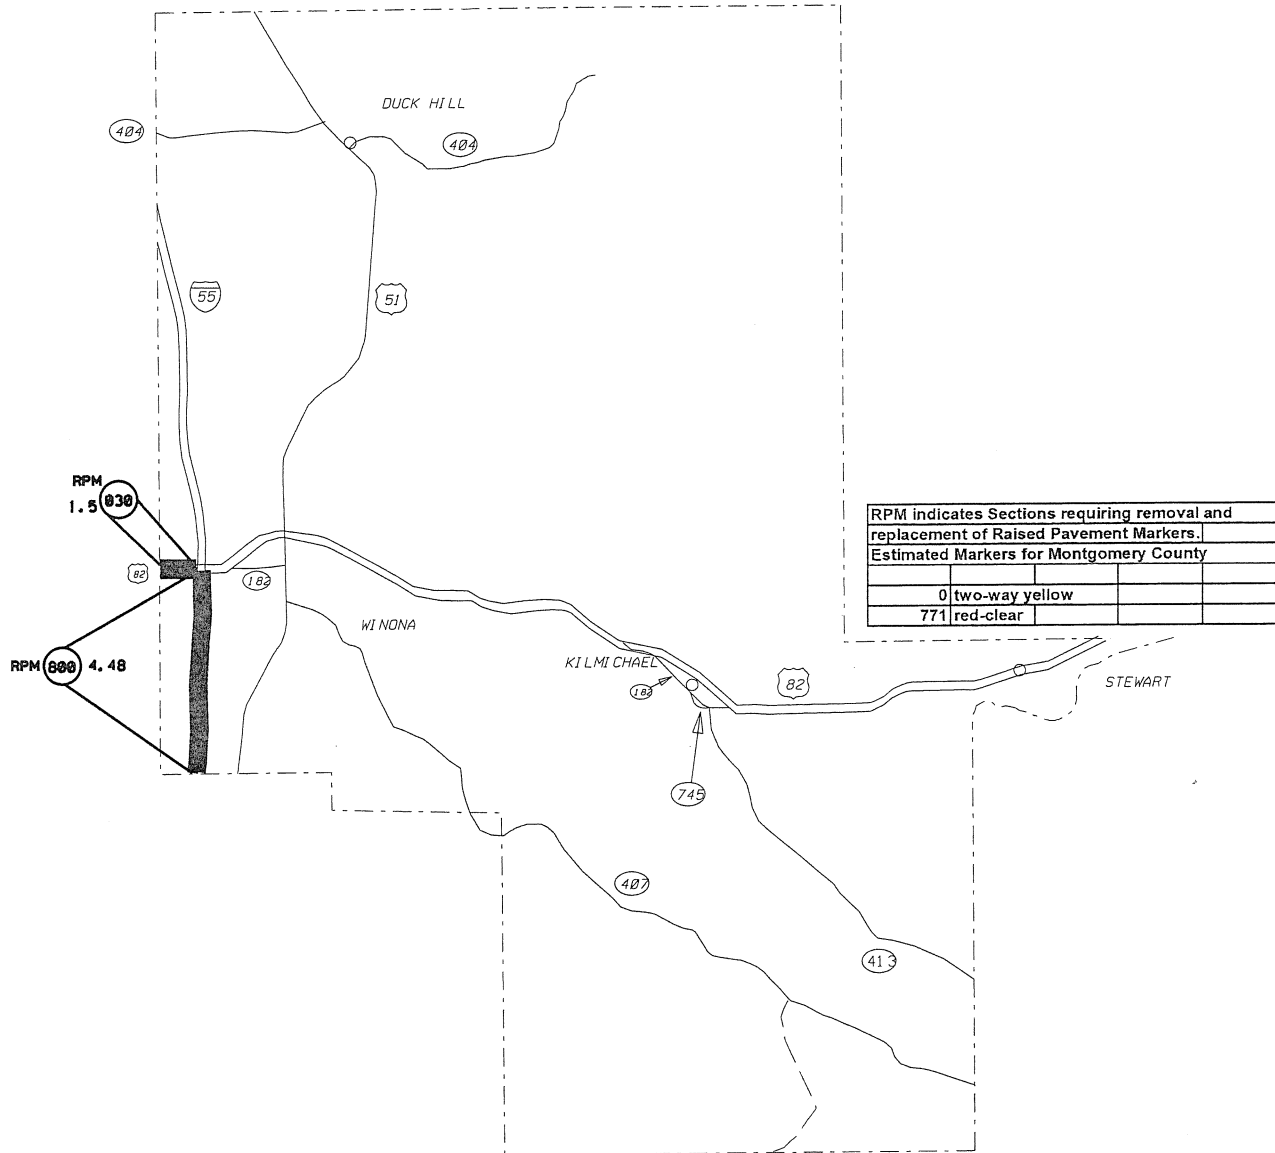 DUCK HILL
404
404
55
51
RPM
1.5 030
82
182
RPM indicates Sections requiring removal and
replacement of Raised Pavement Markers.
Estimated Markers for Montgomery County
0 two-way yellow
771 red-clear
WINONA
KILMICHAEL
RPM 800 4.48
182
82
STEWART
745
407
413